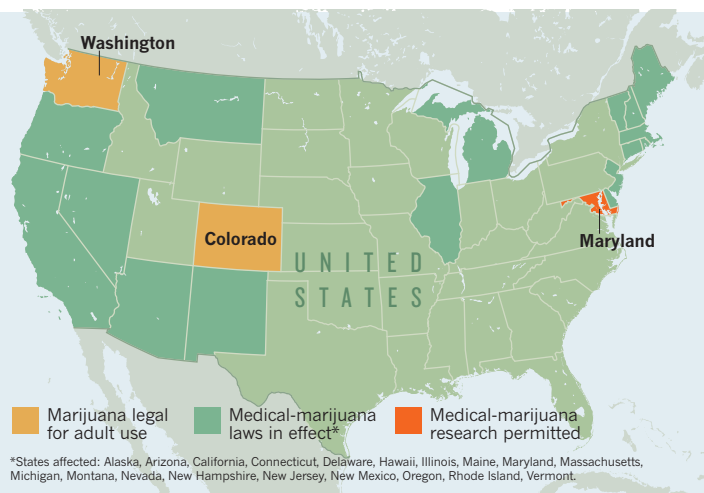 Washington
Colorado
Maryland
UNITED
STATES
Marijuana legal
for adult use
Medical-marijuana
laws in effect*
Medical-marijuana
research permitted
*States affected: Alaska, Arizona, California, Connecticut, Delaware, Hawaii, Illinois, Maine, Maryland, Massachusetts,
Michigan, Montana, Nevada, New Hampshire, New Jersey, New Mexico, Oregon, Rhode Island, Vermont.